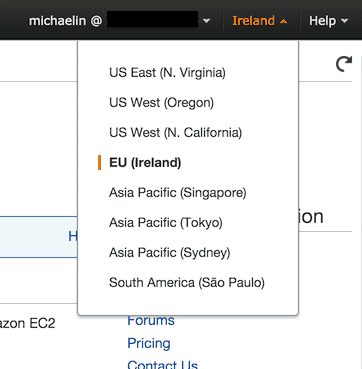 michaelin @ Ireland Help
US East (N. Virginia)
US West (Oregon)
US West (N. California)
EU (Ireland)
Asia Pacific (Singapore)
ion
Asia Pacific (Tokyo)
H
Asia Pacific (Sydney)
South America (São Paulo)
azon EC2
Forums
Pricing
Contact Us